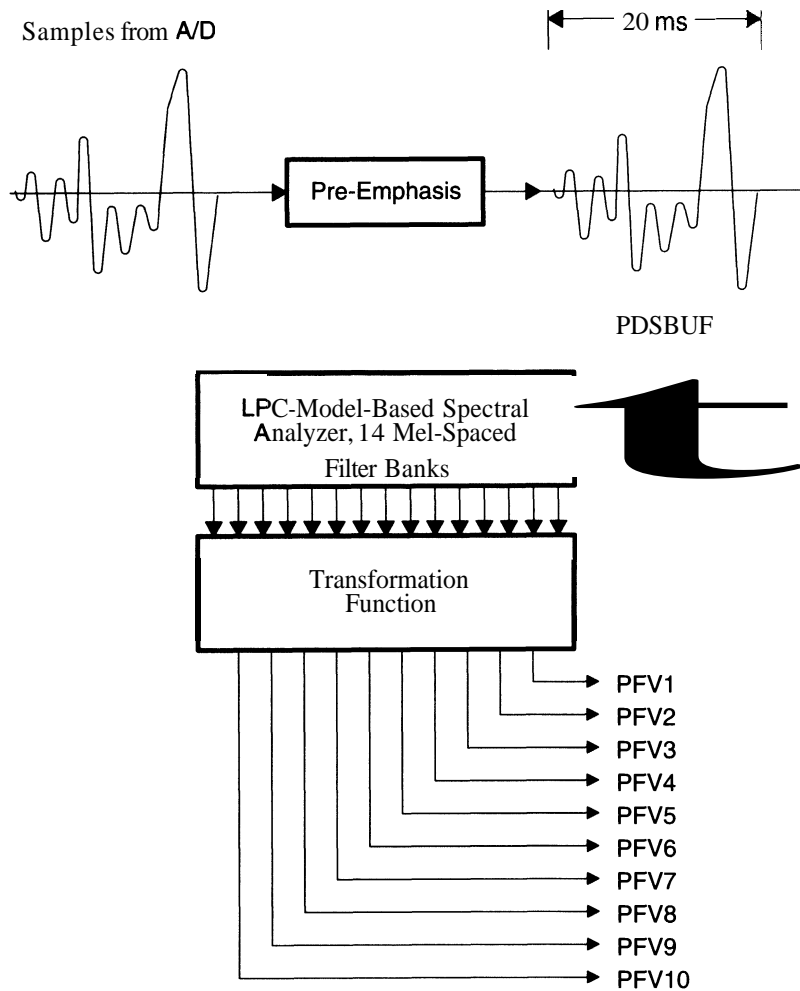 Samples from A/D
20 ms
Pre-Emphasis
PDSBUF
LPC-Model-Based Spectral
Analyzer, 14 Mel-Spaced
Filter Banks
Transformation
Function
PFV1
PFV2
PFV3
PFV4
PFV5
PFV6
PFV7
PFV8
PFV9
PFV10